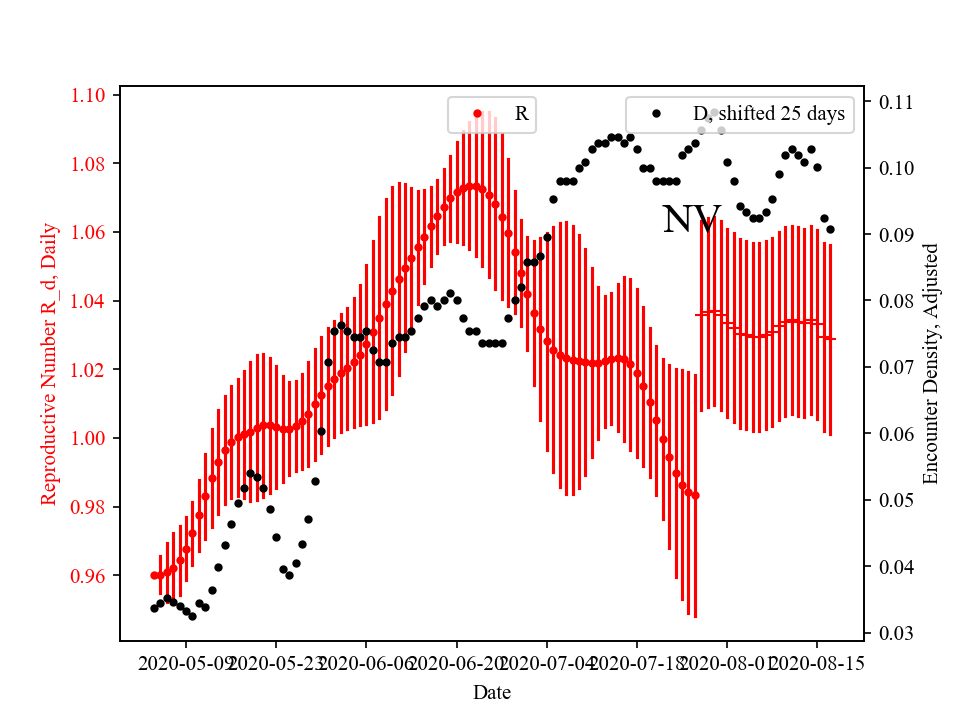 R
D, shifted 25 days
NV
Reproductive Number R_d, Daily
1.10
1.08
1.06
1.04
1.02
1.00
0.98
0.96
Encounter Density, Adjusted
0.11
0.10
0.09
0.08
0.07
0.06
0.05
0.04
0.03
2020-05-09 2020-05-23 2020-06-06 2020-06-20 2020-07-04 2020-07-18 2020-08-01 2020-08-15
Date